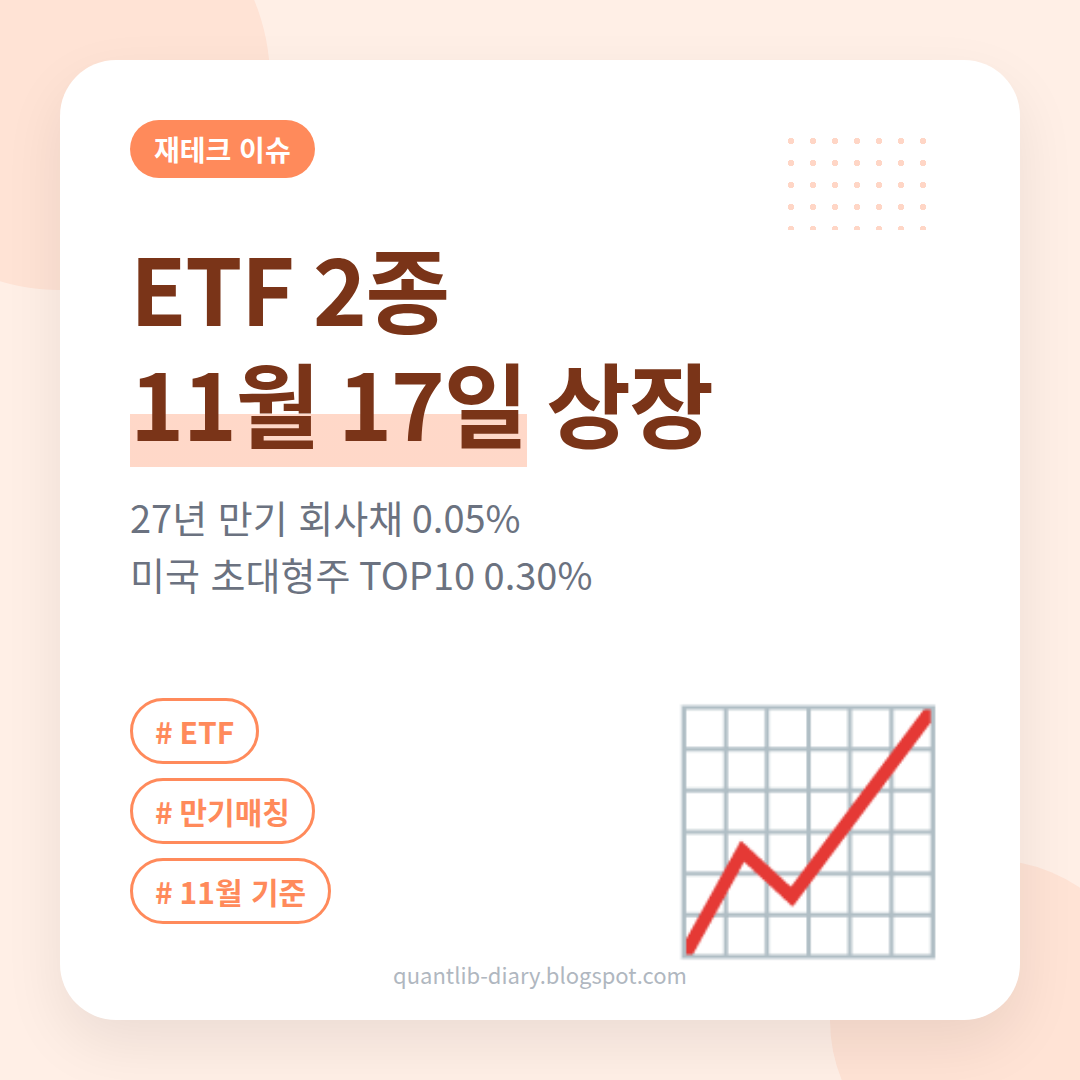 재테크 이슈
ETF 2종
11월 17일 상장
27년 만기 회사채 0.05%
미국 초대형주 TOP10 0.30%
# ETF
# 만기매칭
# 11월 기준
quantlib-diary.blogspot.com